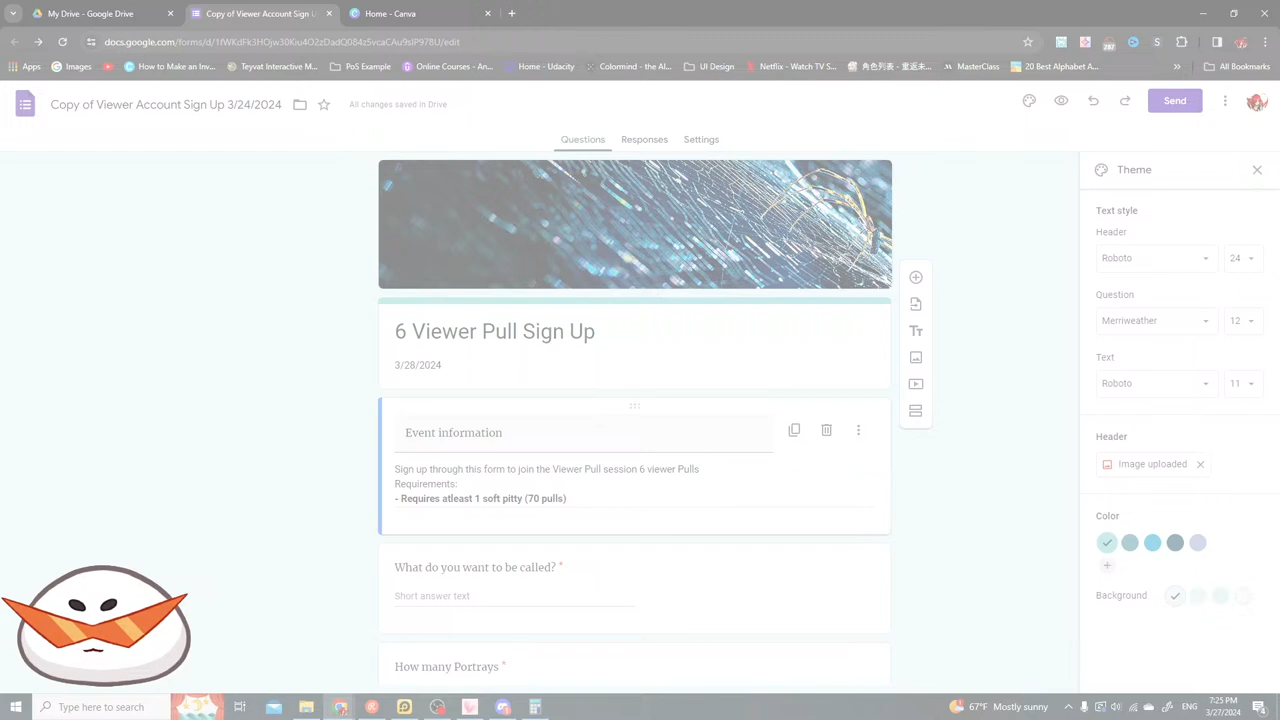 My Drive - Google Drive
Copy of Viewer Account Sign Up
Home - Canva
docs.google.com/forms/d/1fWKdFk3HOjw30Kiu4O2zDadQ084z5vcaCAu9slP978U/edit
Apps
Images
How to Make an Inv...
Teyvat Interactive M...
PoS Example
Online Courses - An...
Home - Udacity
Colormind - the AI...
UI Design
Netflix - Watch TV S...
角色列表 - 重返未...
MasterClass
20 Best Alphabet A...
All Bookmarks
Copy of Viewer Account Sign Up 3/24/2024
All changes saved in Drive
Send
Questions
Responses
Settings
Theme
Text style
Header
Roboto
24
Question
Merriweather
12
Text
Roboto
11
Header
Image uploaded
Color
Background
6 Viewer Pull Sign Up
3/28/2024
Event information
Sign up through this form to join the Viewer Pull session 6 viewer Pulls
Requirements:
- Requires atleast 1 soft pitty (70 pulls)
What do you want to be called? *
Short answer text
How many Portrays *
Type here to search
67°F Mostly sunny
ENG
7:25 PM
3/27/2024
4